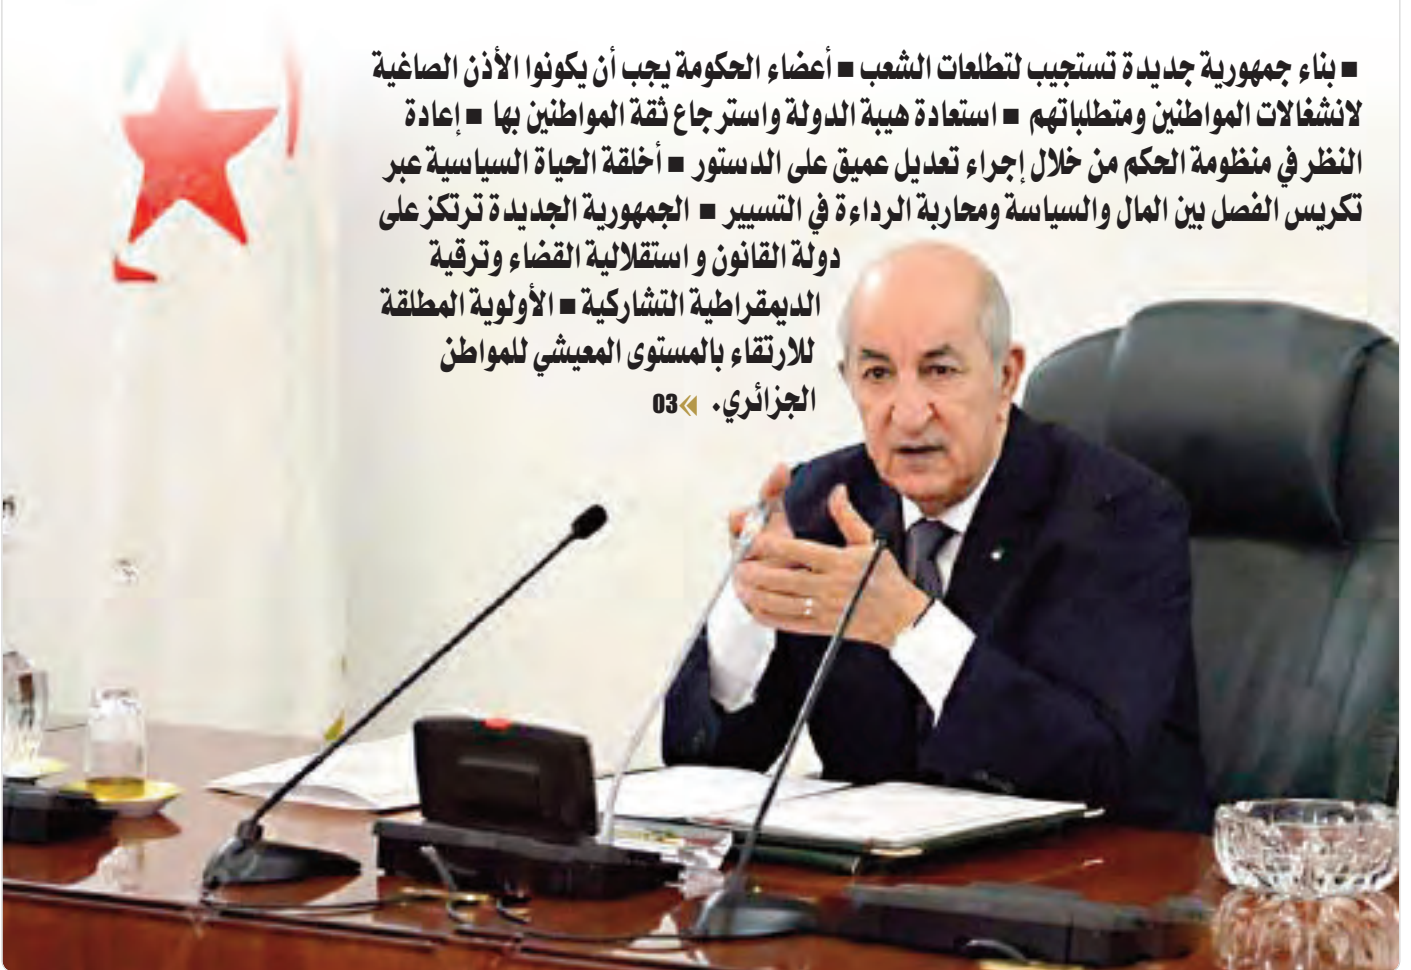 ■ بناء جمهورية جديدة تستجيب لتطلعات الشعب ■ أعضاء الحكومة يجب أن يكونوا الأذن الصاغية
لانشغالات المواطنين ومتطلباتهم ■ استعادة هيبة الدولة واسترجاع ثقة المواطنين بها ■ إعادة
النظر في منظومة الحكم من خلال إجراء تعديل عميق على الدستور ■ أخلقة الحياة السياسية عبر
تكريس الفصل بين المال والسياسة ومحاربة الرداءة في التسيير ■ الجمهورية الجديدة ترتكز على
دولة القانون و استقلالية القضاء وترقية
الديمقراطية التشاركية ■ الأولوية المطلقة
للارتقاء بالمستوى المعيشي للمواطن
الجزائري. »03